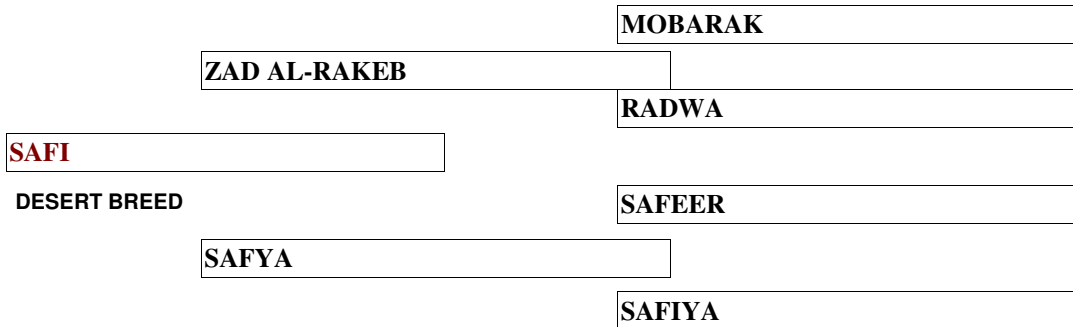 MOBARAK
ZAD AL-RAKEB
RADWA
SAFI
DESERT BREED
SAFEER
SAFYA
SAFIYA